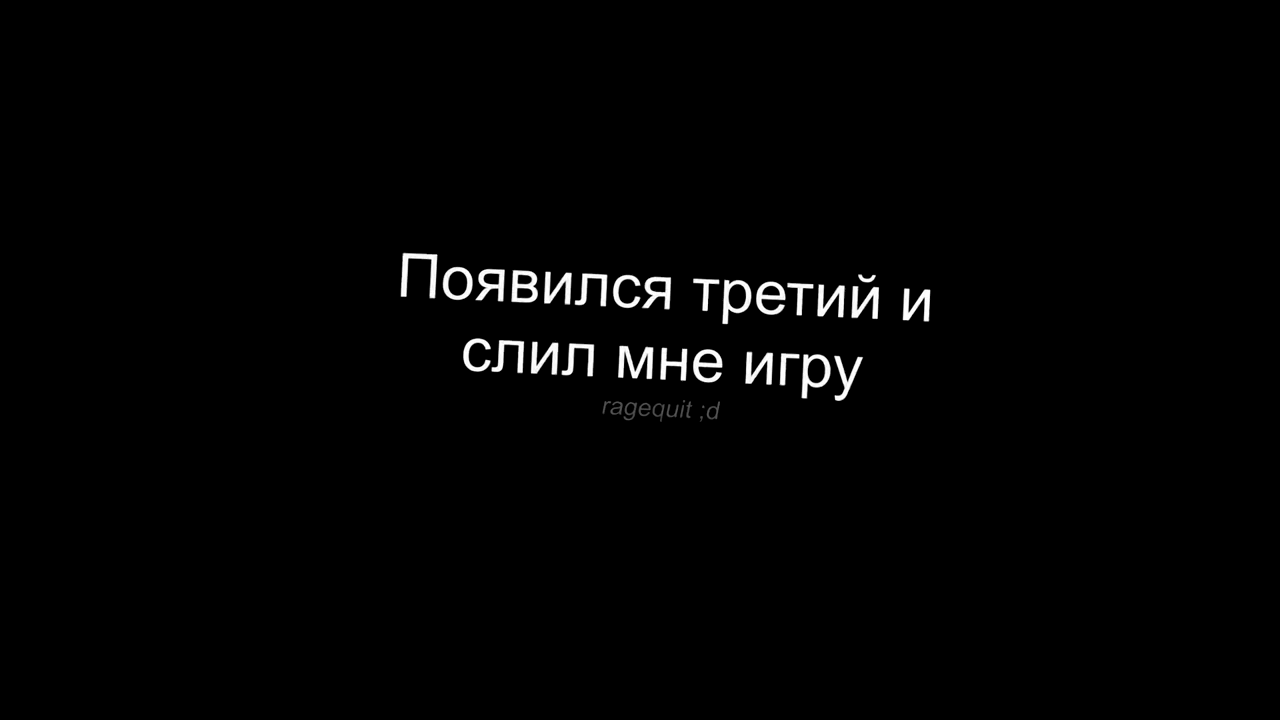 Появился третий и
слил мне игру
ragequit ;d